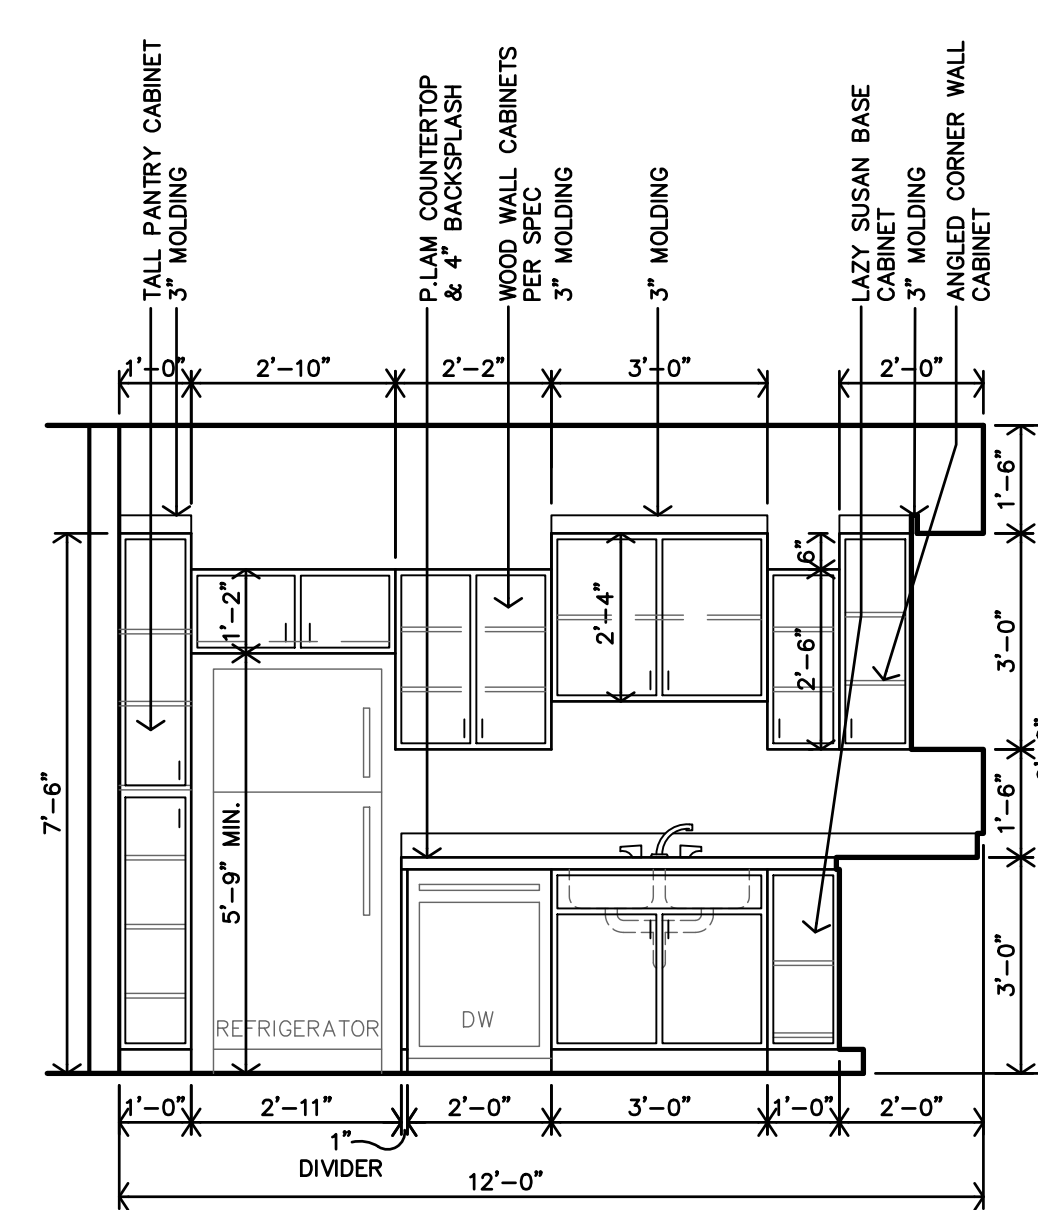 TALL PANTRY CABINET
3" MOLDING
P.LAM COUNTERTOP
& 4" BACKSPLASH
WOOD WALL CABINETS
PER SPEC
3" MOLDING
3" MOLDING
LAZY SUSAN BASE
CABINET
3" MOLDING
ANGLED CORNER WALL
CABINET
1'-0"
2'-10"
2'-2"
3'-0"
2'-0"
1'-6"
6"
1'-2"
2'-4"
2'-6"
3'-0"
7'-6"
5'-9" MIN.
1'-6"
3'-0"
REFRIGERATOR
DW
1'-0"
2'-11"
2'-0"
3'-0"
1'-0"
2'-0"
1"
DIVIDER
12'-0"